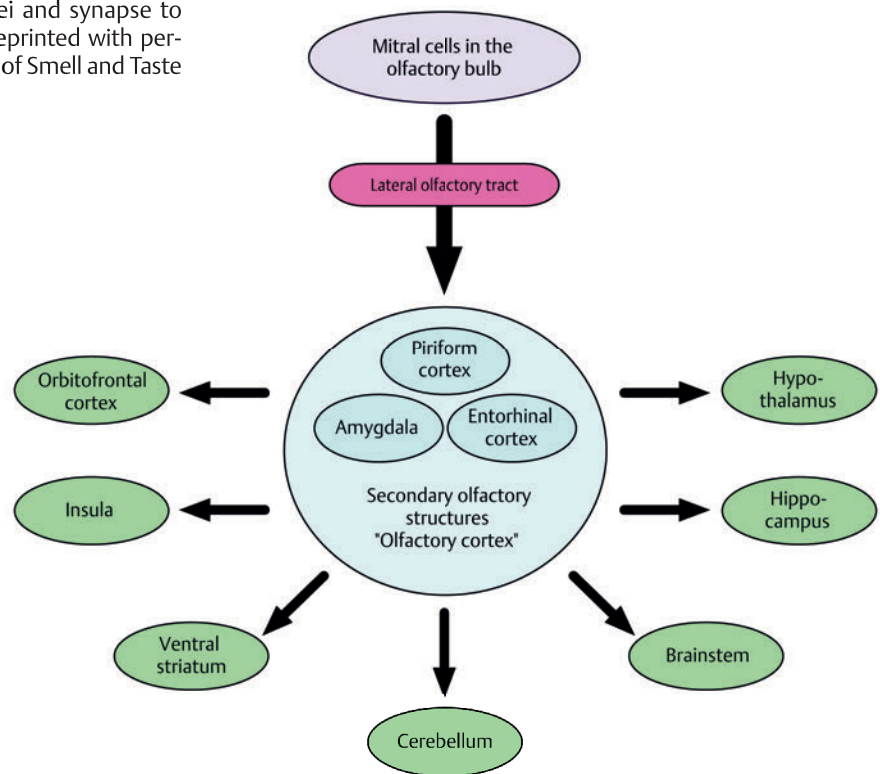 ei and synapse to
eprinted with per-
of Smell and Taste
Mitral cells in the
olfactory bulb
Lateral olfactory tract
Piriform
cortex
Amygdala
Entorhinal
cortex
Secondary olfactory
structures
"Olfactory cortex"
Orbitofrontal
cortex
Hypo-
thalamus
Insula
Hippo-
campus
Ventral
striatum
Brainstem
Cerebellum